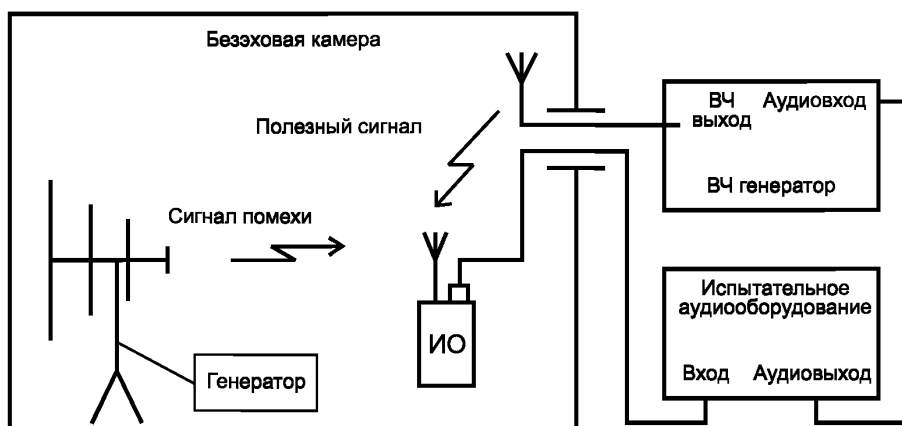 Безэховая камера
Полезный сигнал
Сигнал помехи
Генератор
ИО
ВЧ Аудиовход
выход
ВЧ генератор
Испытательное
аудиооборудование
Вход Аудиовыход